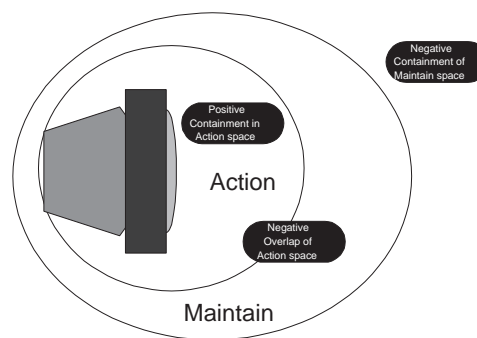 Negative
Containment of
Maintain space
Positive
Containment in
Action space
Action
Negative
Overlap of
Action space
Maintain